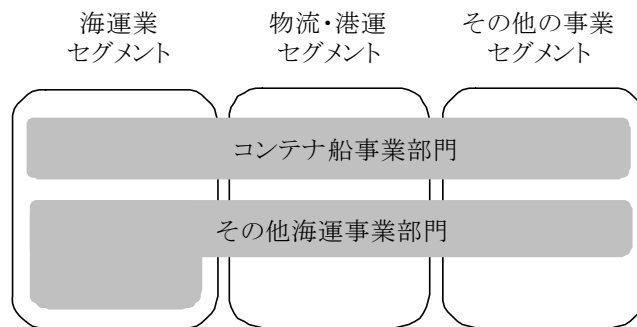 海運業
セグメント
物流・港運
セグメント
その他の事業
セグメント
コンテナ船事業部門
その他海運事業部門